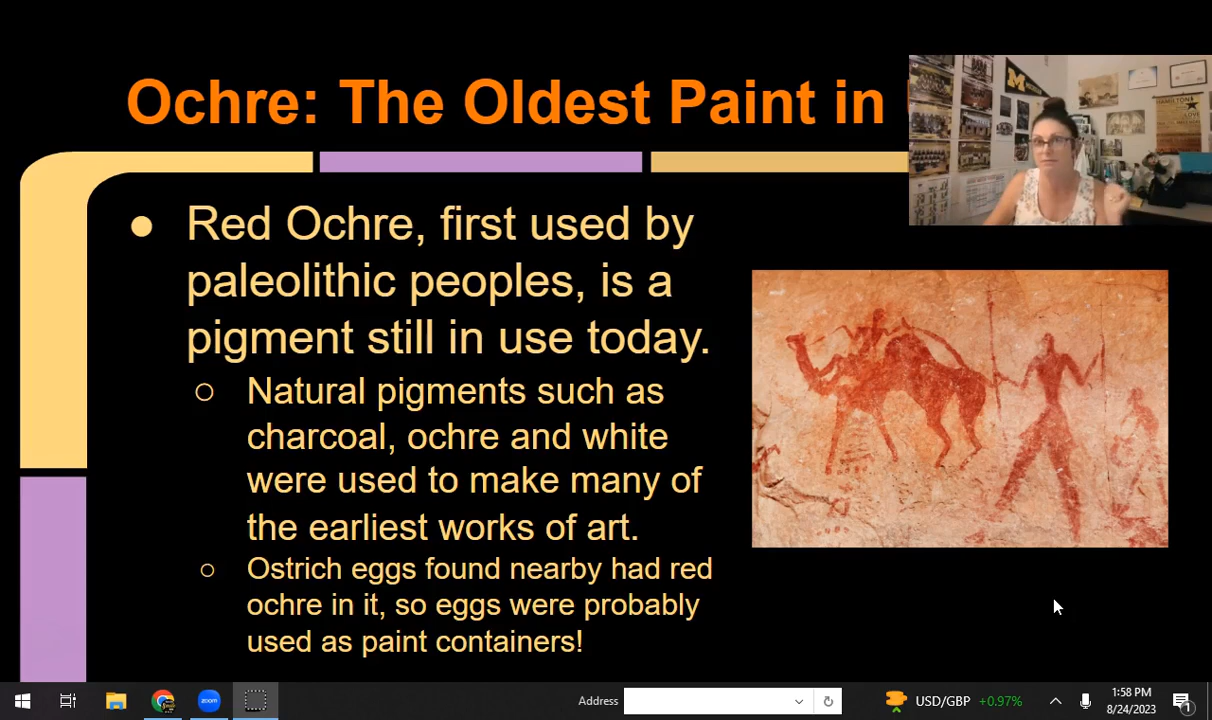 Ochre: The Oldest Paint in
M
HAMILTON
Red Ochre, first used by
paleolithic peoples, is a
pigment still in use today.
Natural pigments such as
charcoal, ochre and white
were used to make many of
the earliest works of art.
Ostrich eggs found nearby had red
ochre in it, so eggs were probably
used as paint containers!
zoom
Address
USD/GBP +0.97%
1:58 PM
8/24/2023
1